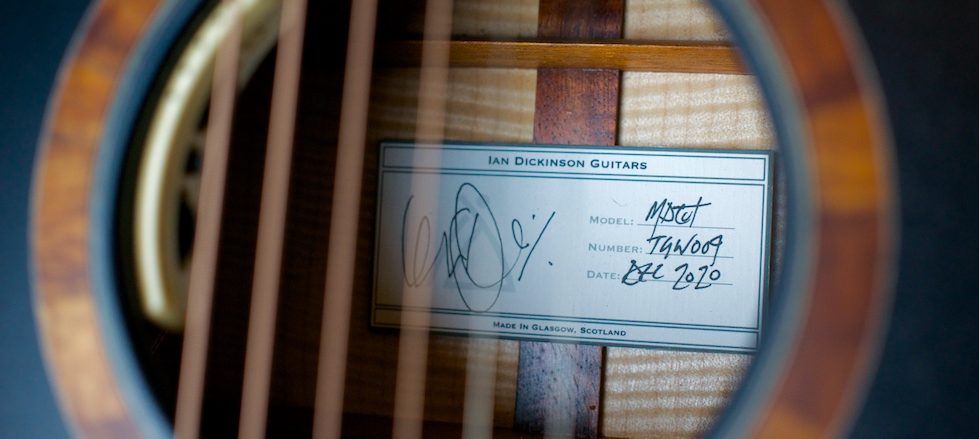 IAN DICKINSON GUITARS
MODEL:
NUMBER: TGW009
DATE: DEC 2020
MADE IN GLASGOW, SCOTLAND